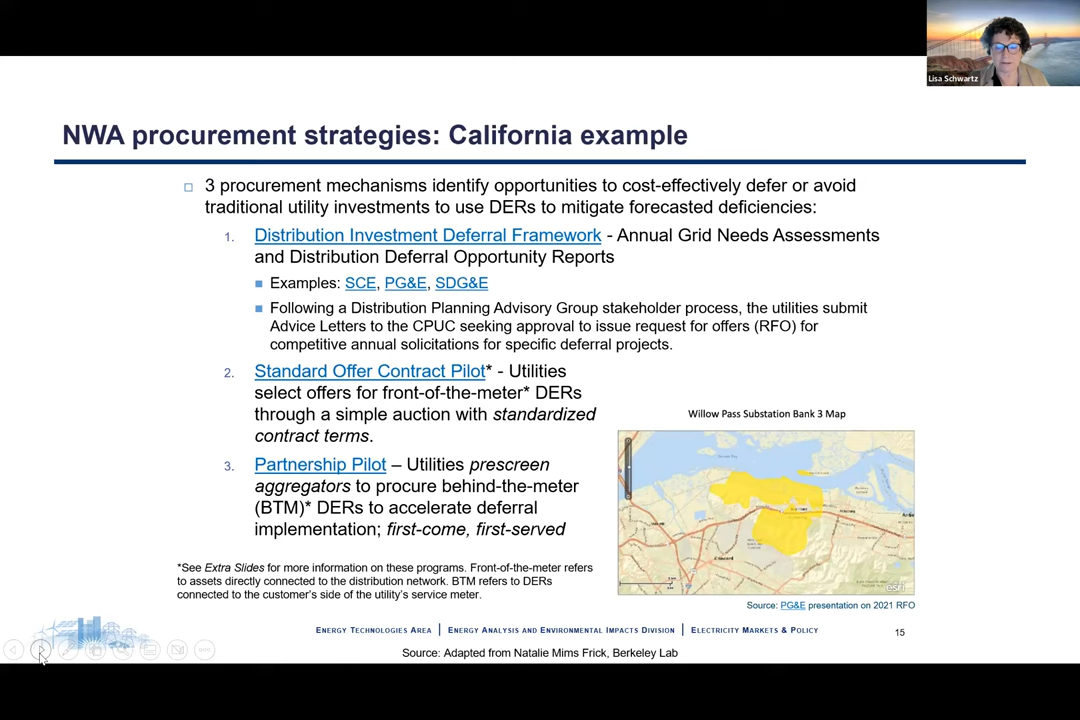 Lisa Schwartz
NWA procurement strategies: California example
3 procurement mechanisms identify opportunities to cost-effectively defer or avoid
traditional utility investments to use DERs to mitigate forecasted deficiencies:
1. Distribution Investment Deferral Framework - Annual Grid Needs Assessments
and Distribution Deferral Opportunity Reports
Examples: SCE, PG&E, SDG&E
Following a Distribution Planning Advisory Group stakeholder process, the utilities submit
Advice Letters to the CPUC seeking approval to issue request for offers (RFO) for
competitive annual solicitations for specific deferral projects.
2. Standard Offer Contract Pilot* - Utilities
select offers for front-of-the-meter* DERs
through a simple auction with standardized
contract terms.
3. Partnership Pilot – Utilities prescreen
aggregators to procure behind-the-meter
(BTM)* DERs to accelerate deferral
implementation; first-come, first-served
Willow Pass Substation Bank 3 Map
esri
Source: PG&E presentation on 2021 RFO
*See Extra Slides for more information on these programs. Front-of-the-meter refers
to assets directly connected to the distribution network. BTM refers to DERs
connected to the customer's side of the utility's service meter.
ENERGY TECHNOLOGIES AREA | ENERGY ANALYSIS AND ENVIRONMENTAL IMPACTS DIVISION | ELECTRICITY MARKETS & POLICY
15
Source: Adapted from Natalie Mims Frick, Berkeley Lab